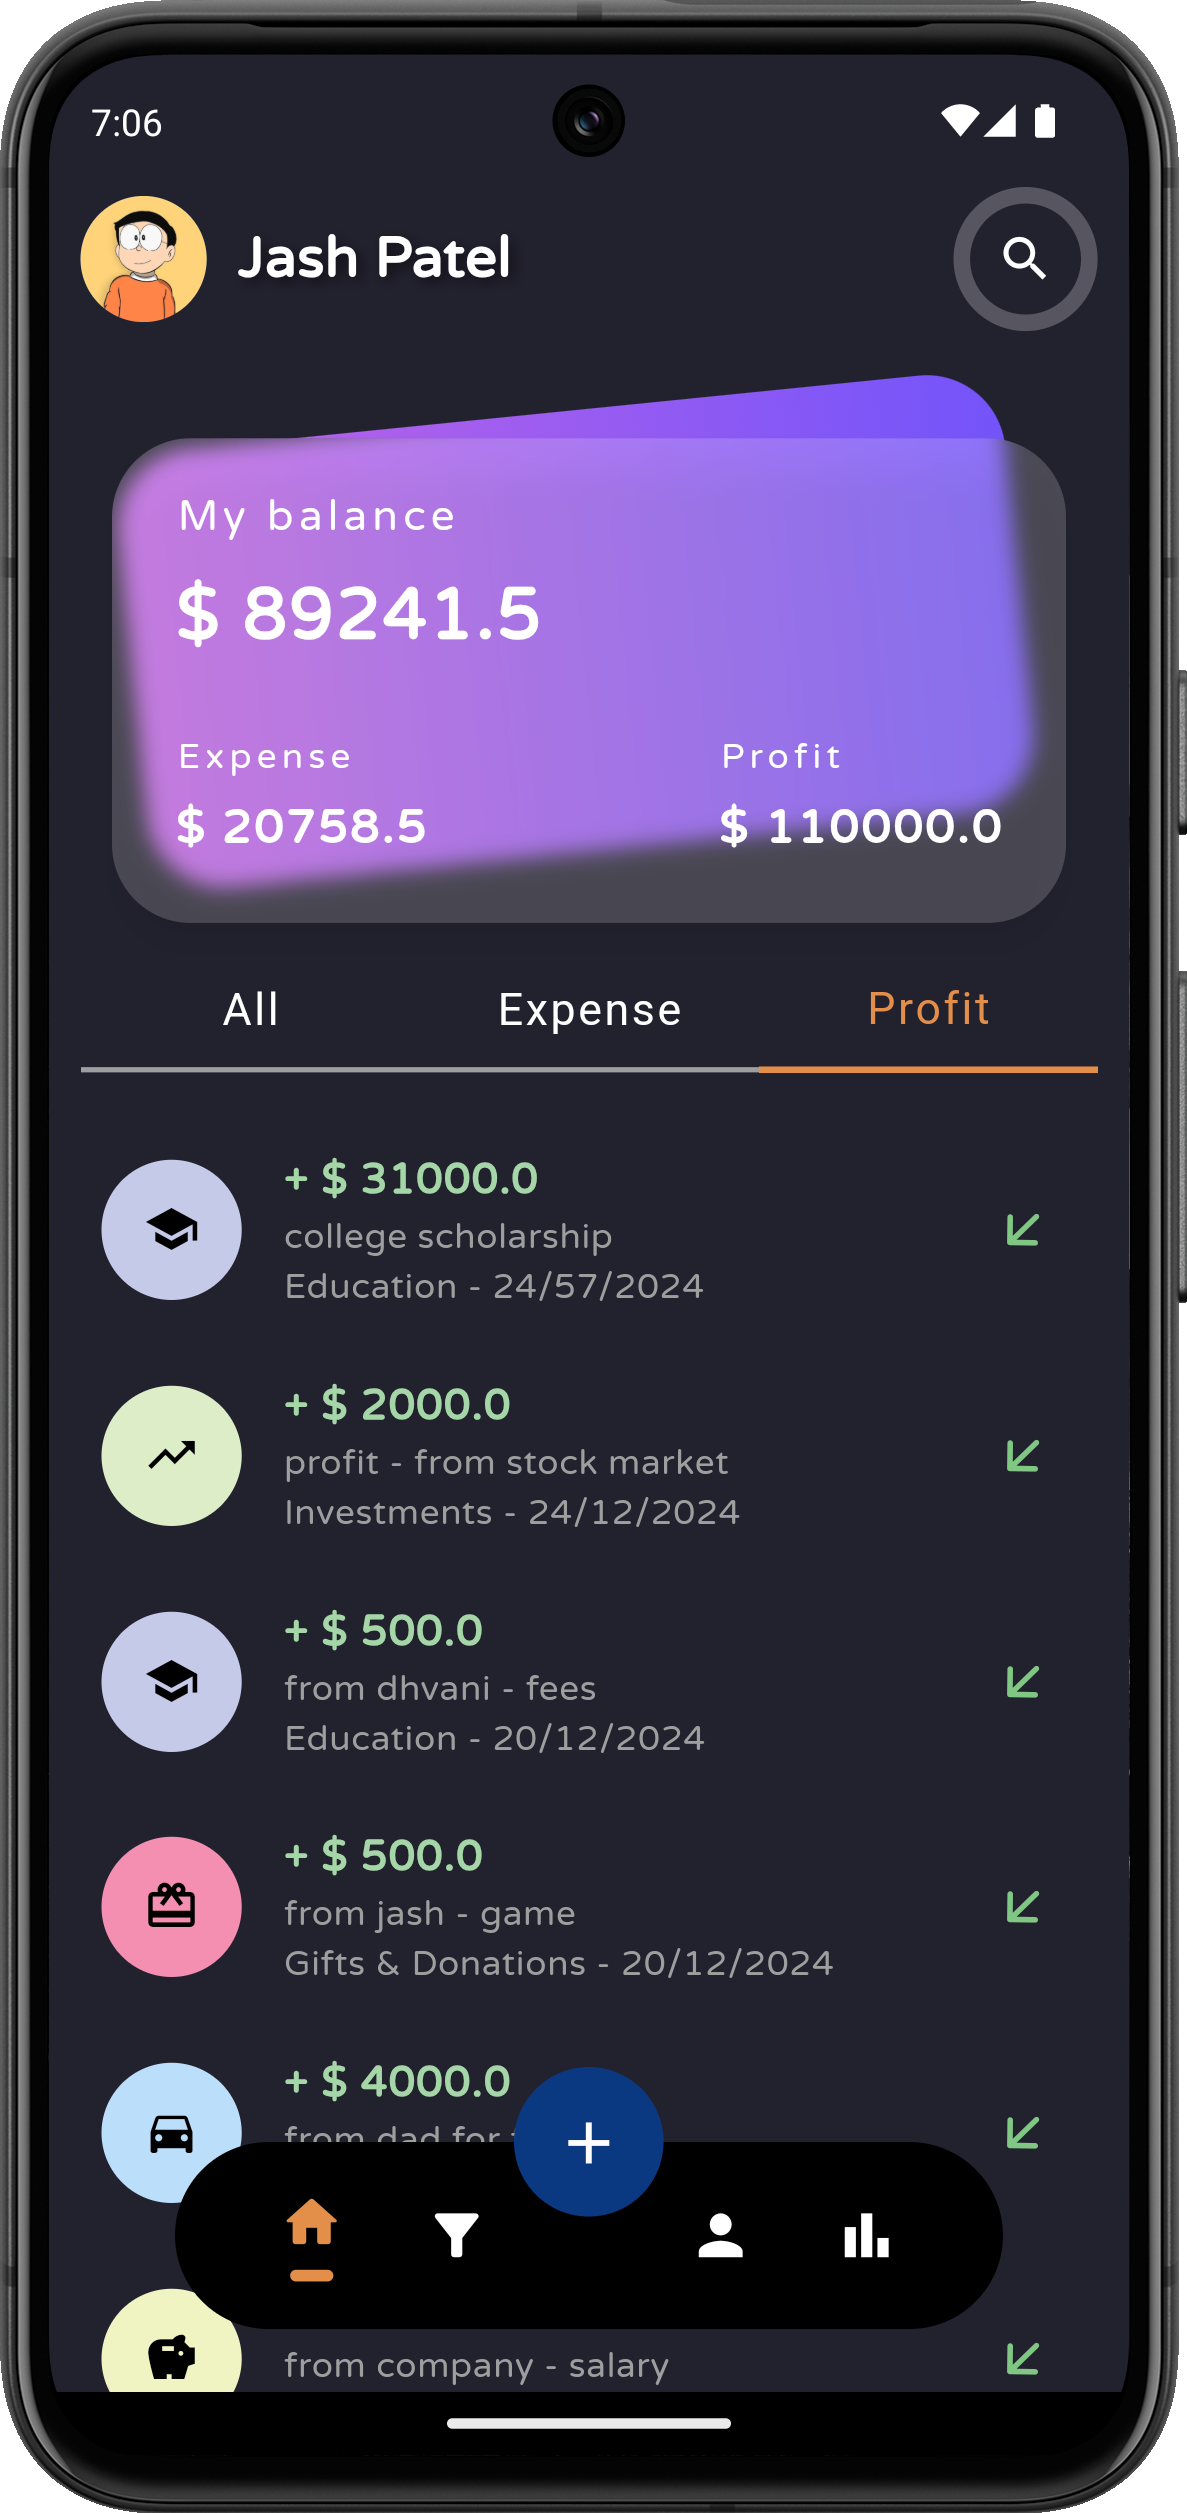 7:06
Jash Patel
My balance
$ 89241.5
Expense Profit
$ 20758.5 $ 110000.0
All Expense Profit
+ $ 31000.0
college scholarship
Education - 24/57/2024
+ $ 2000.0
profit - from stock market
Investments - 24/12/2024
+ $ 500.0
from dhvani - fees
Education - 20/12/2024
+ $ 500.0
from jash - game
Gifts & Donations - 20/12/2024
+ $ 4000.0
from dad for
from company - salary